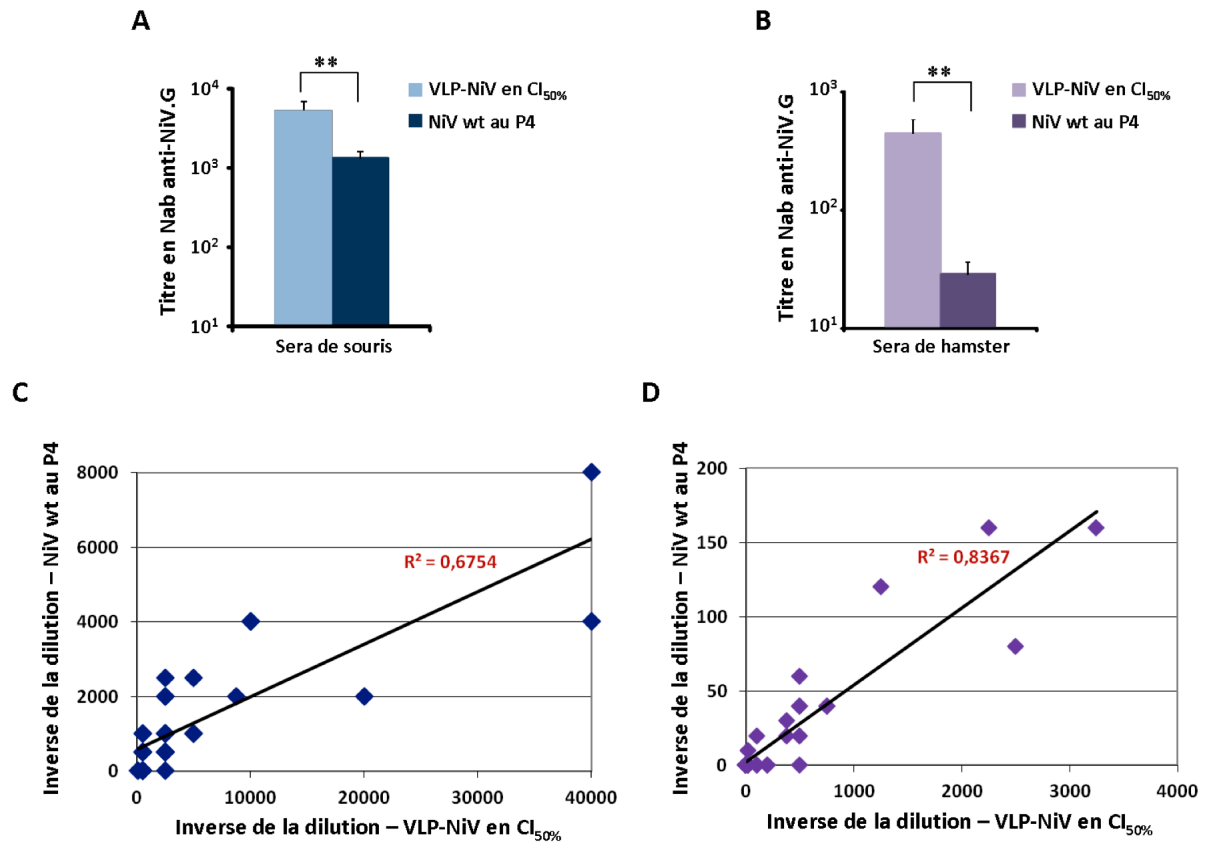 A
**
10⁴
10³
10²
10¹
Titre en Nab anti-NiV.G
VLP-NiV en CI50%
NiV wt au P4
Sera de souris
B
**
10³
10²
10¹
Titre en Nab anti-NiV.G
VLP-NiV en CI50%
NiV wt au P4
Sera de hamster
C
Inverse de la dilution – NiV wt au P4
8000
6000
4000
2000
0
R² = 0,6754
0 10000 20000 30000 40000
Inverse de la dilution – VLP-NiV en CI50%
D
Inverse de la dilution – NiV wt au P4
200
150
100
50
0
R² = 0,8367
0 1000 2000 3000 4000
Inverse de la dilution – VLP-NiV en CI50%